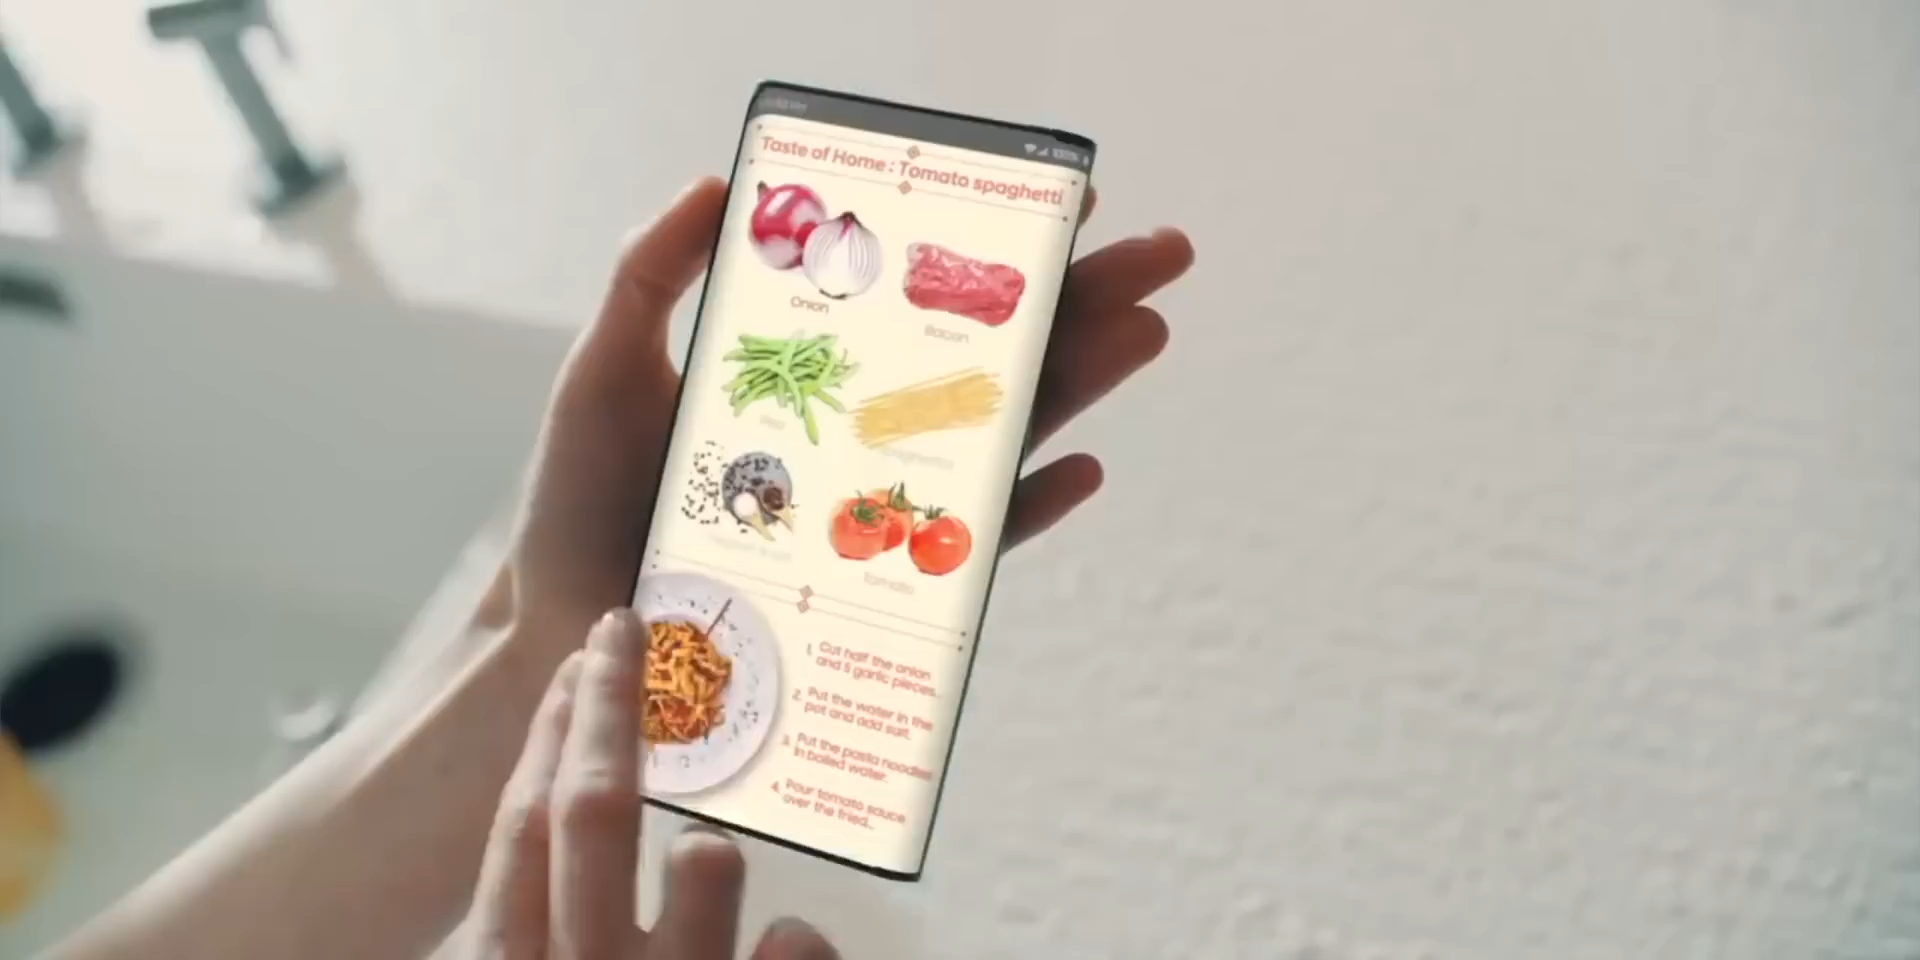 100%
Taste of Home : Tomato spaghetti
Onion
Bacon
Tomato
1. Cut half the onion
and 5 garlic pieces..
2. Put the water in the
pot and add salt.
3. Put the pasta noodles
in boiled water.
4. Pour tomato sauce
over the fried...